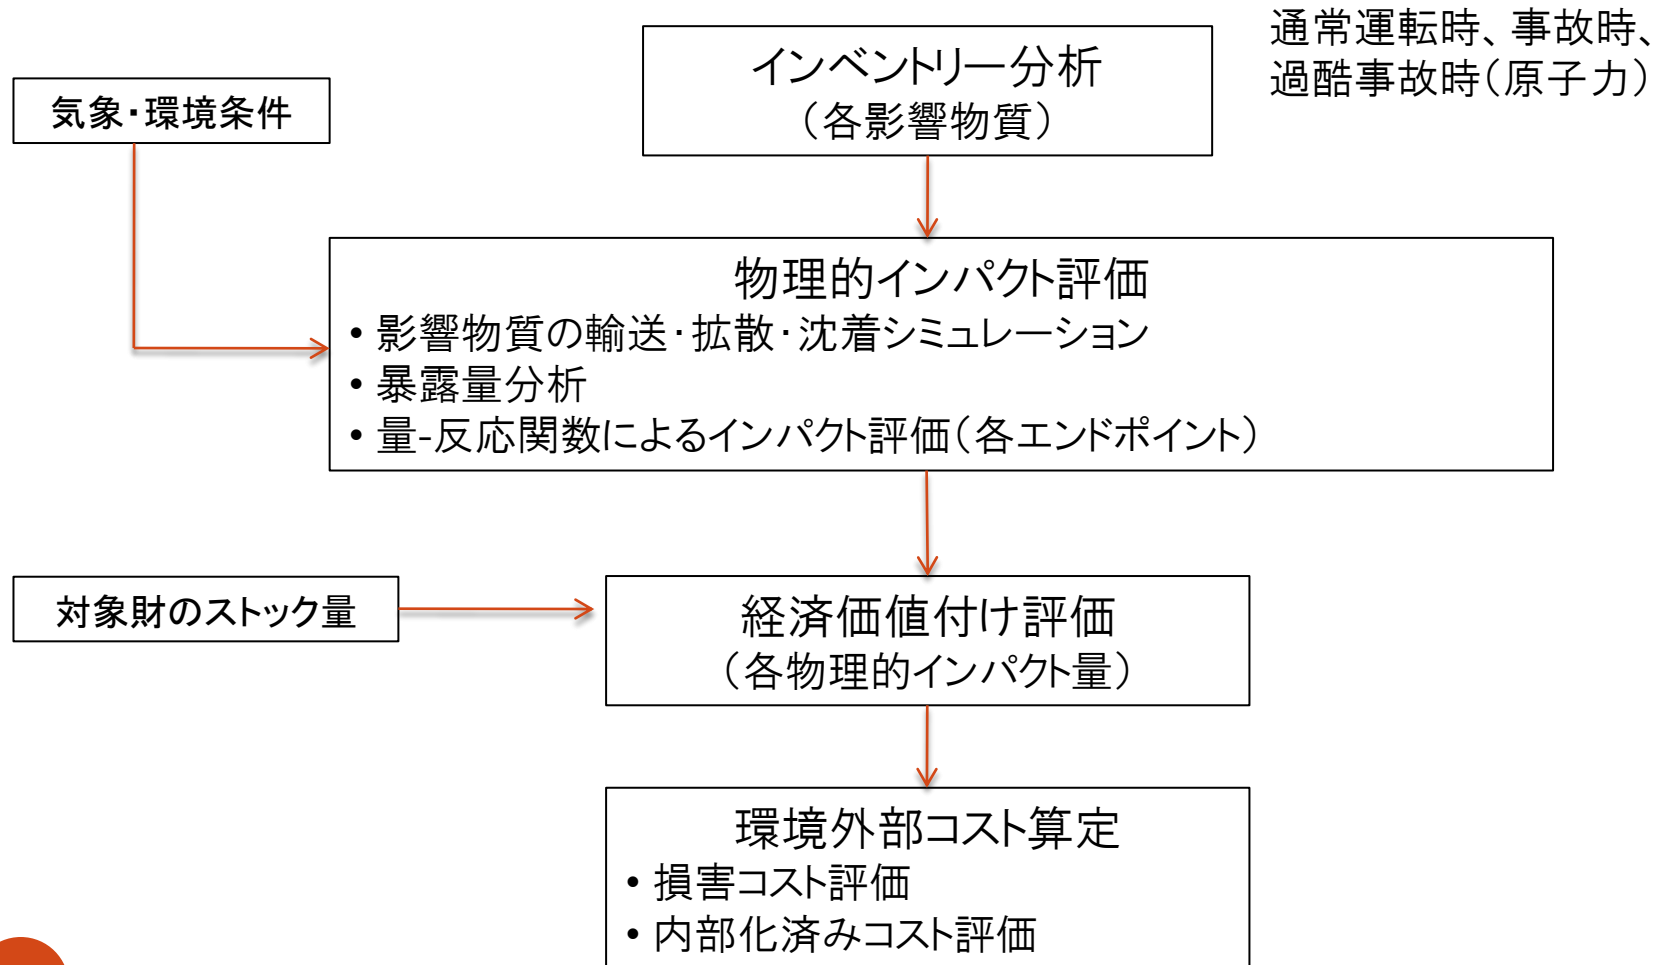 通常運転時、事故時、
過酷事故時(原子力)
インベントリー分析
(各影響物質)
気象・環境条件
物理的インパクト評価
• 影響物質の輸送・拡散・沈着シミュレーション
• 暴露量分析
• 量-反応関数によるインパクト評価(各エンドポイント)
対象財のストック量
経済価値付け評価
(各物理的インパクト量)
環境外部コスト算定
• 損害コスト評価
• 内部化済みコスト評価